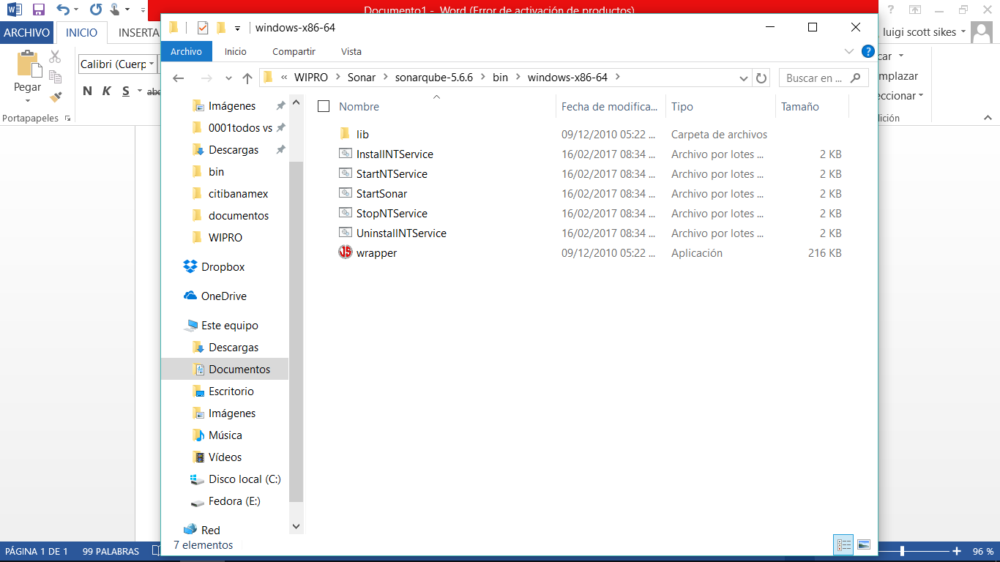 Documento1 - Word (Error de activación de productos)
ARCHIVO INICIO INSERTA
luigi scott sikes
Calibri (Cuerp
Pegar
N K S abc
Portapapeles
car
mplazar
eccionar
ición
windows-x86-64
Archivo Inicio Compartir Vista
« WIPRO > Sonar > sonarqube-5.6.6 > bin > windows-x86-64 >
Buscar en ...
Imágenes
0001todos vs
Descargas
bin
citibanamex
documentos
WIPRO
Dropbox
OneDrive
Este equipo
Descargas
Documentos
Escritorio
Imágenes
Música
Vídeos
Disco local (C:)
Fedora (E:)
Red
Nombre Fecha de modifica... Tipo Tamaño
lib 09/12/2010 05:22 ... Carpeta de archivos
InstallNTService 16/02/2017 08:34 ... Archivo por lotes ... 2 KB
StartNTService 16/02/2017 08:34 ... Archivo por lotes ... 2 KB
StartSonar 16/02/2017 08:34 ... Archivo por lotes ... 2 KB
StopNTService 16/02/2017 08:34 ... Archivo por lotes ... 2 KB
UninstallNTService 16/02/2017 08:34 ... Archivo por lotes ... 2 KB
wrapper 09/12/2010 05:22 ... Aplicación 216 KB
7 elementos
PÁGINA 1 DE 1 99 PALABRAS
96 %